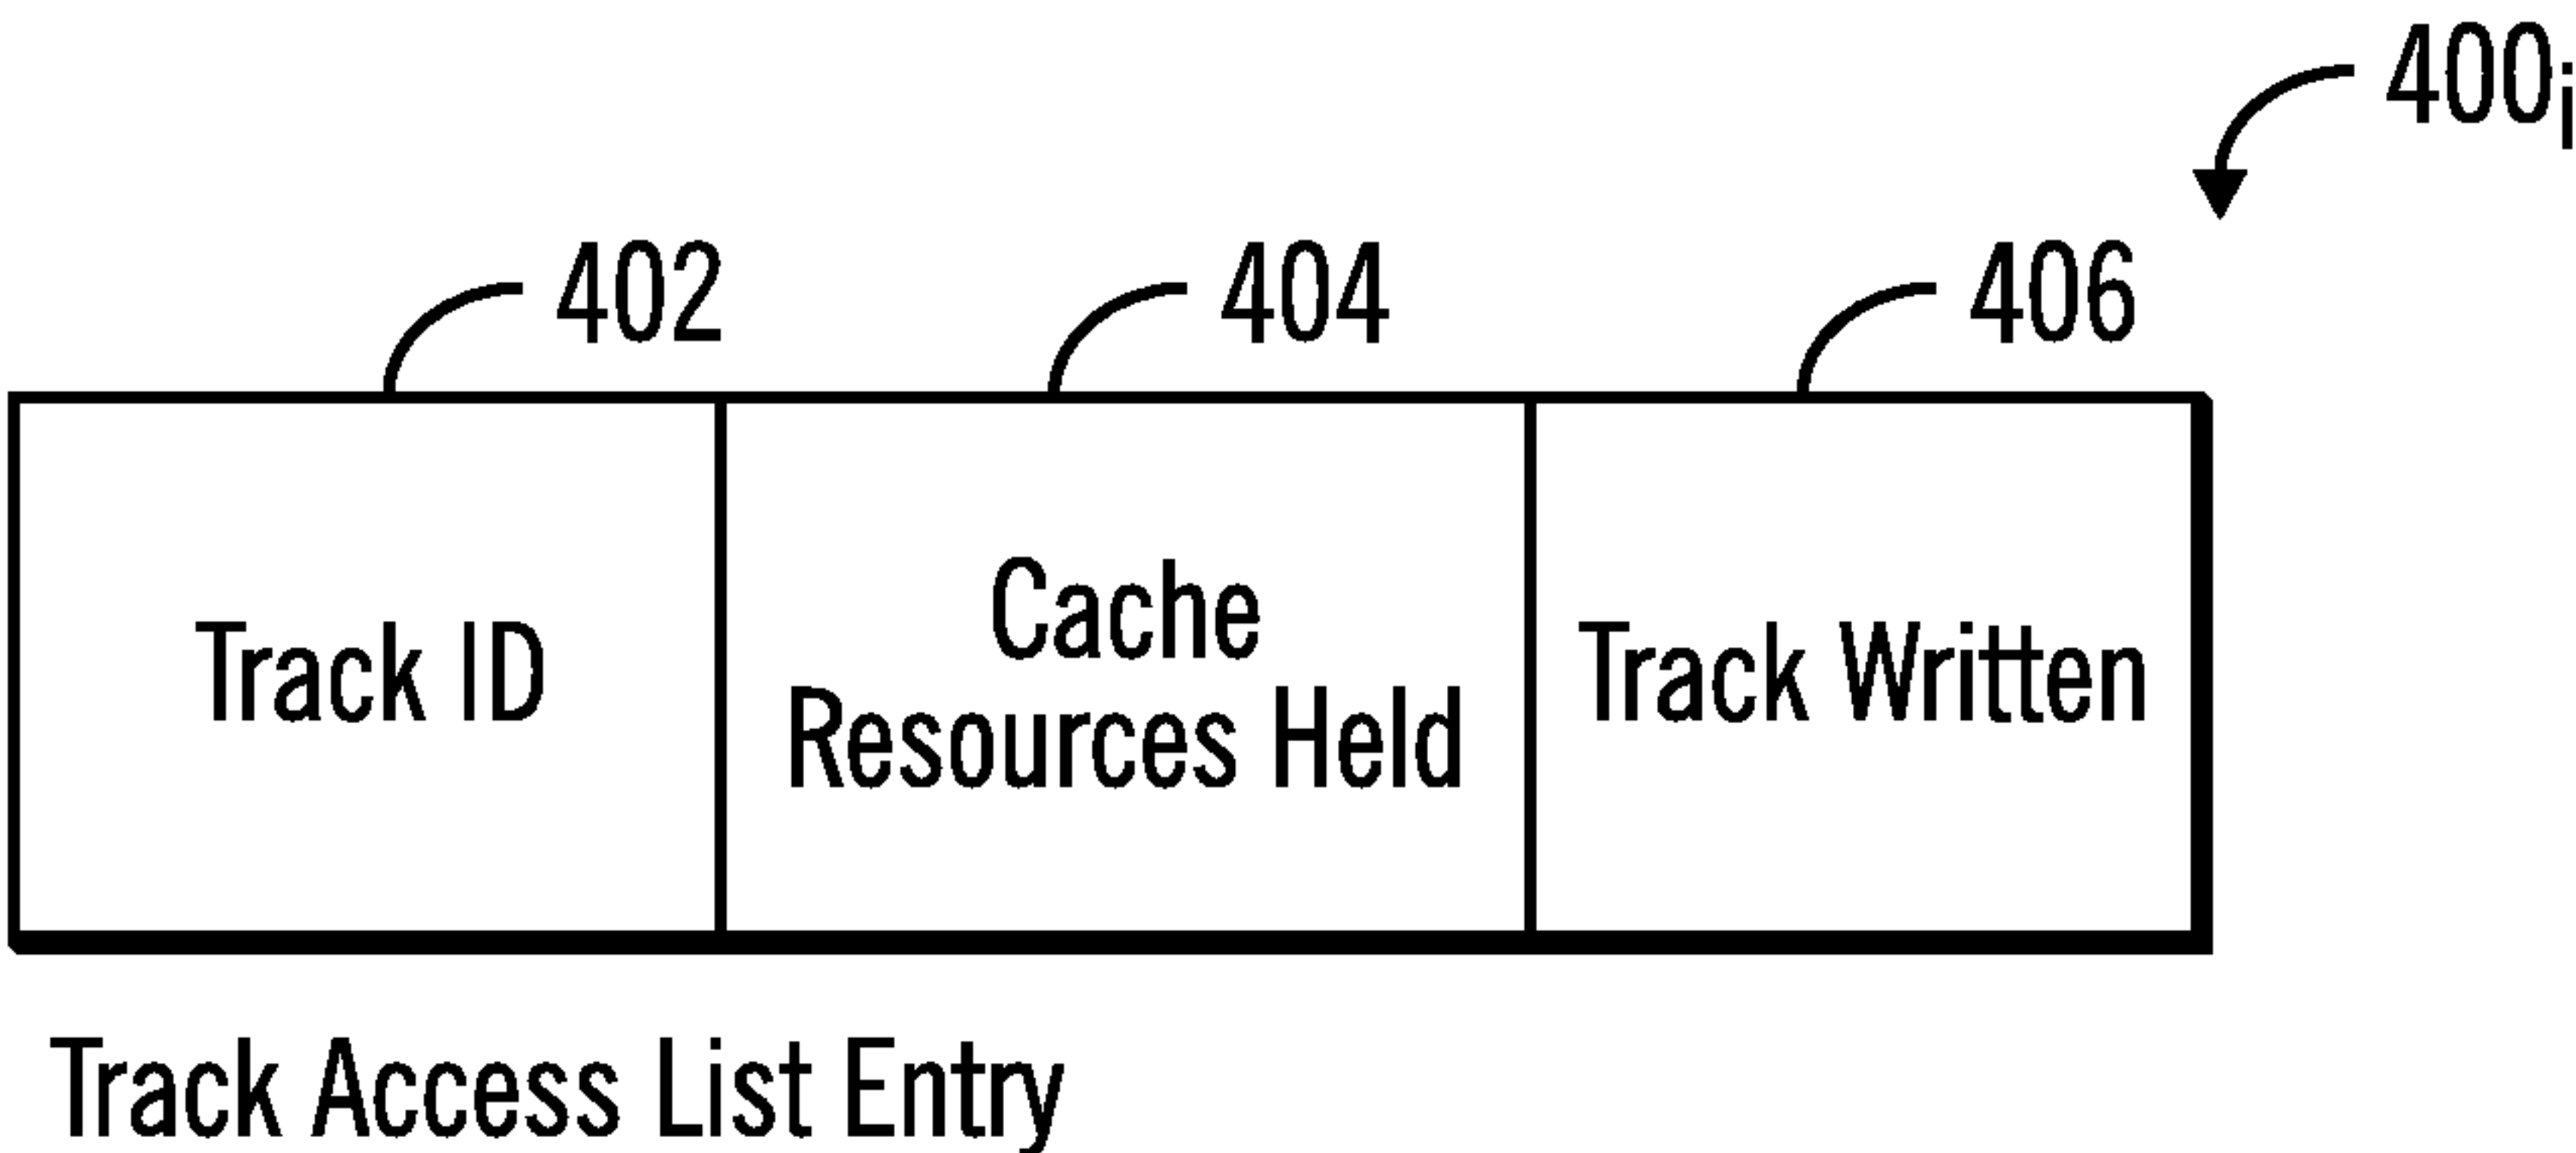 400i
402 404 406
Track ID
Cache
Resources Held
Track Written
Track Access List Entry